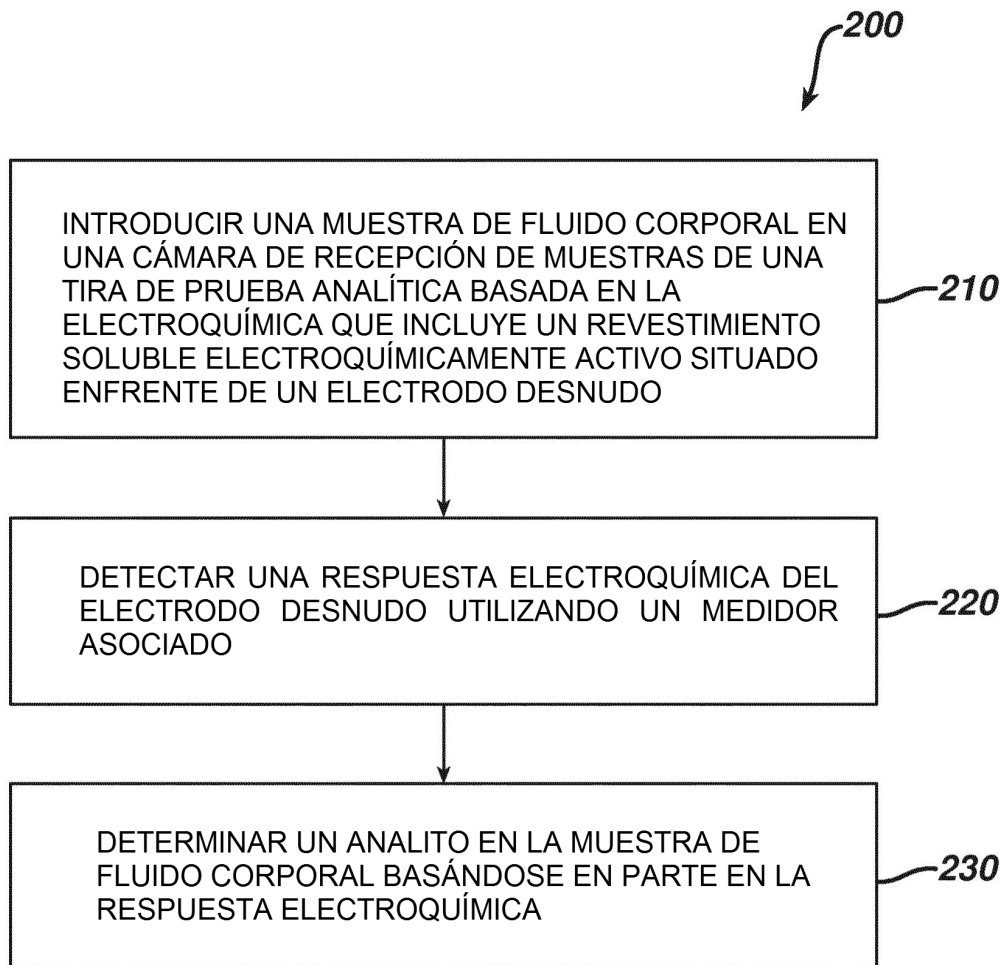 200
INTRODUCIR UNA MUESTRA DE FLUIDO CORPORAL EN
UNA CÁMARA DE RECEPCIÓN DE MUESTRAS DE UNA
TIRA DE PRUEBA ANALÍTICA BASADA EN LA
ELECTROQUÍMICA QUE INCLUYE UN REVESTIMIENTO
SOLUBLE ELECTROQUÍMICAMENTE ACTIVO SITUADO
ENFRENTE DE UN ELECTRODO DESNUDO
210
DETECTAR UNA RESPUESTA ELECTROQUÍMICA DEL
ELECTRODO DESNUDO UTILIZANDO UN MEDIDOR
ASOCIADO
220
DETERMINAR UN ANALITO EN LA MUESTRA DE
FLUIDO CORPORAL BASÁNDOSE EN PARTE EN LA
RESPUESTA ELECTROQUÍMICA
230